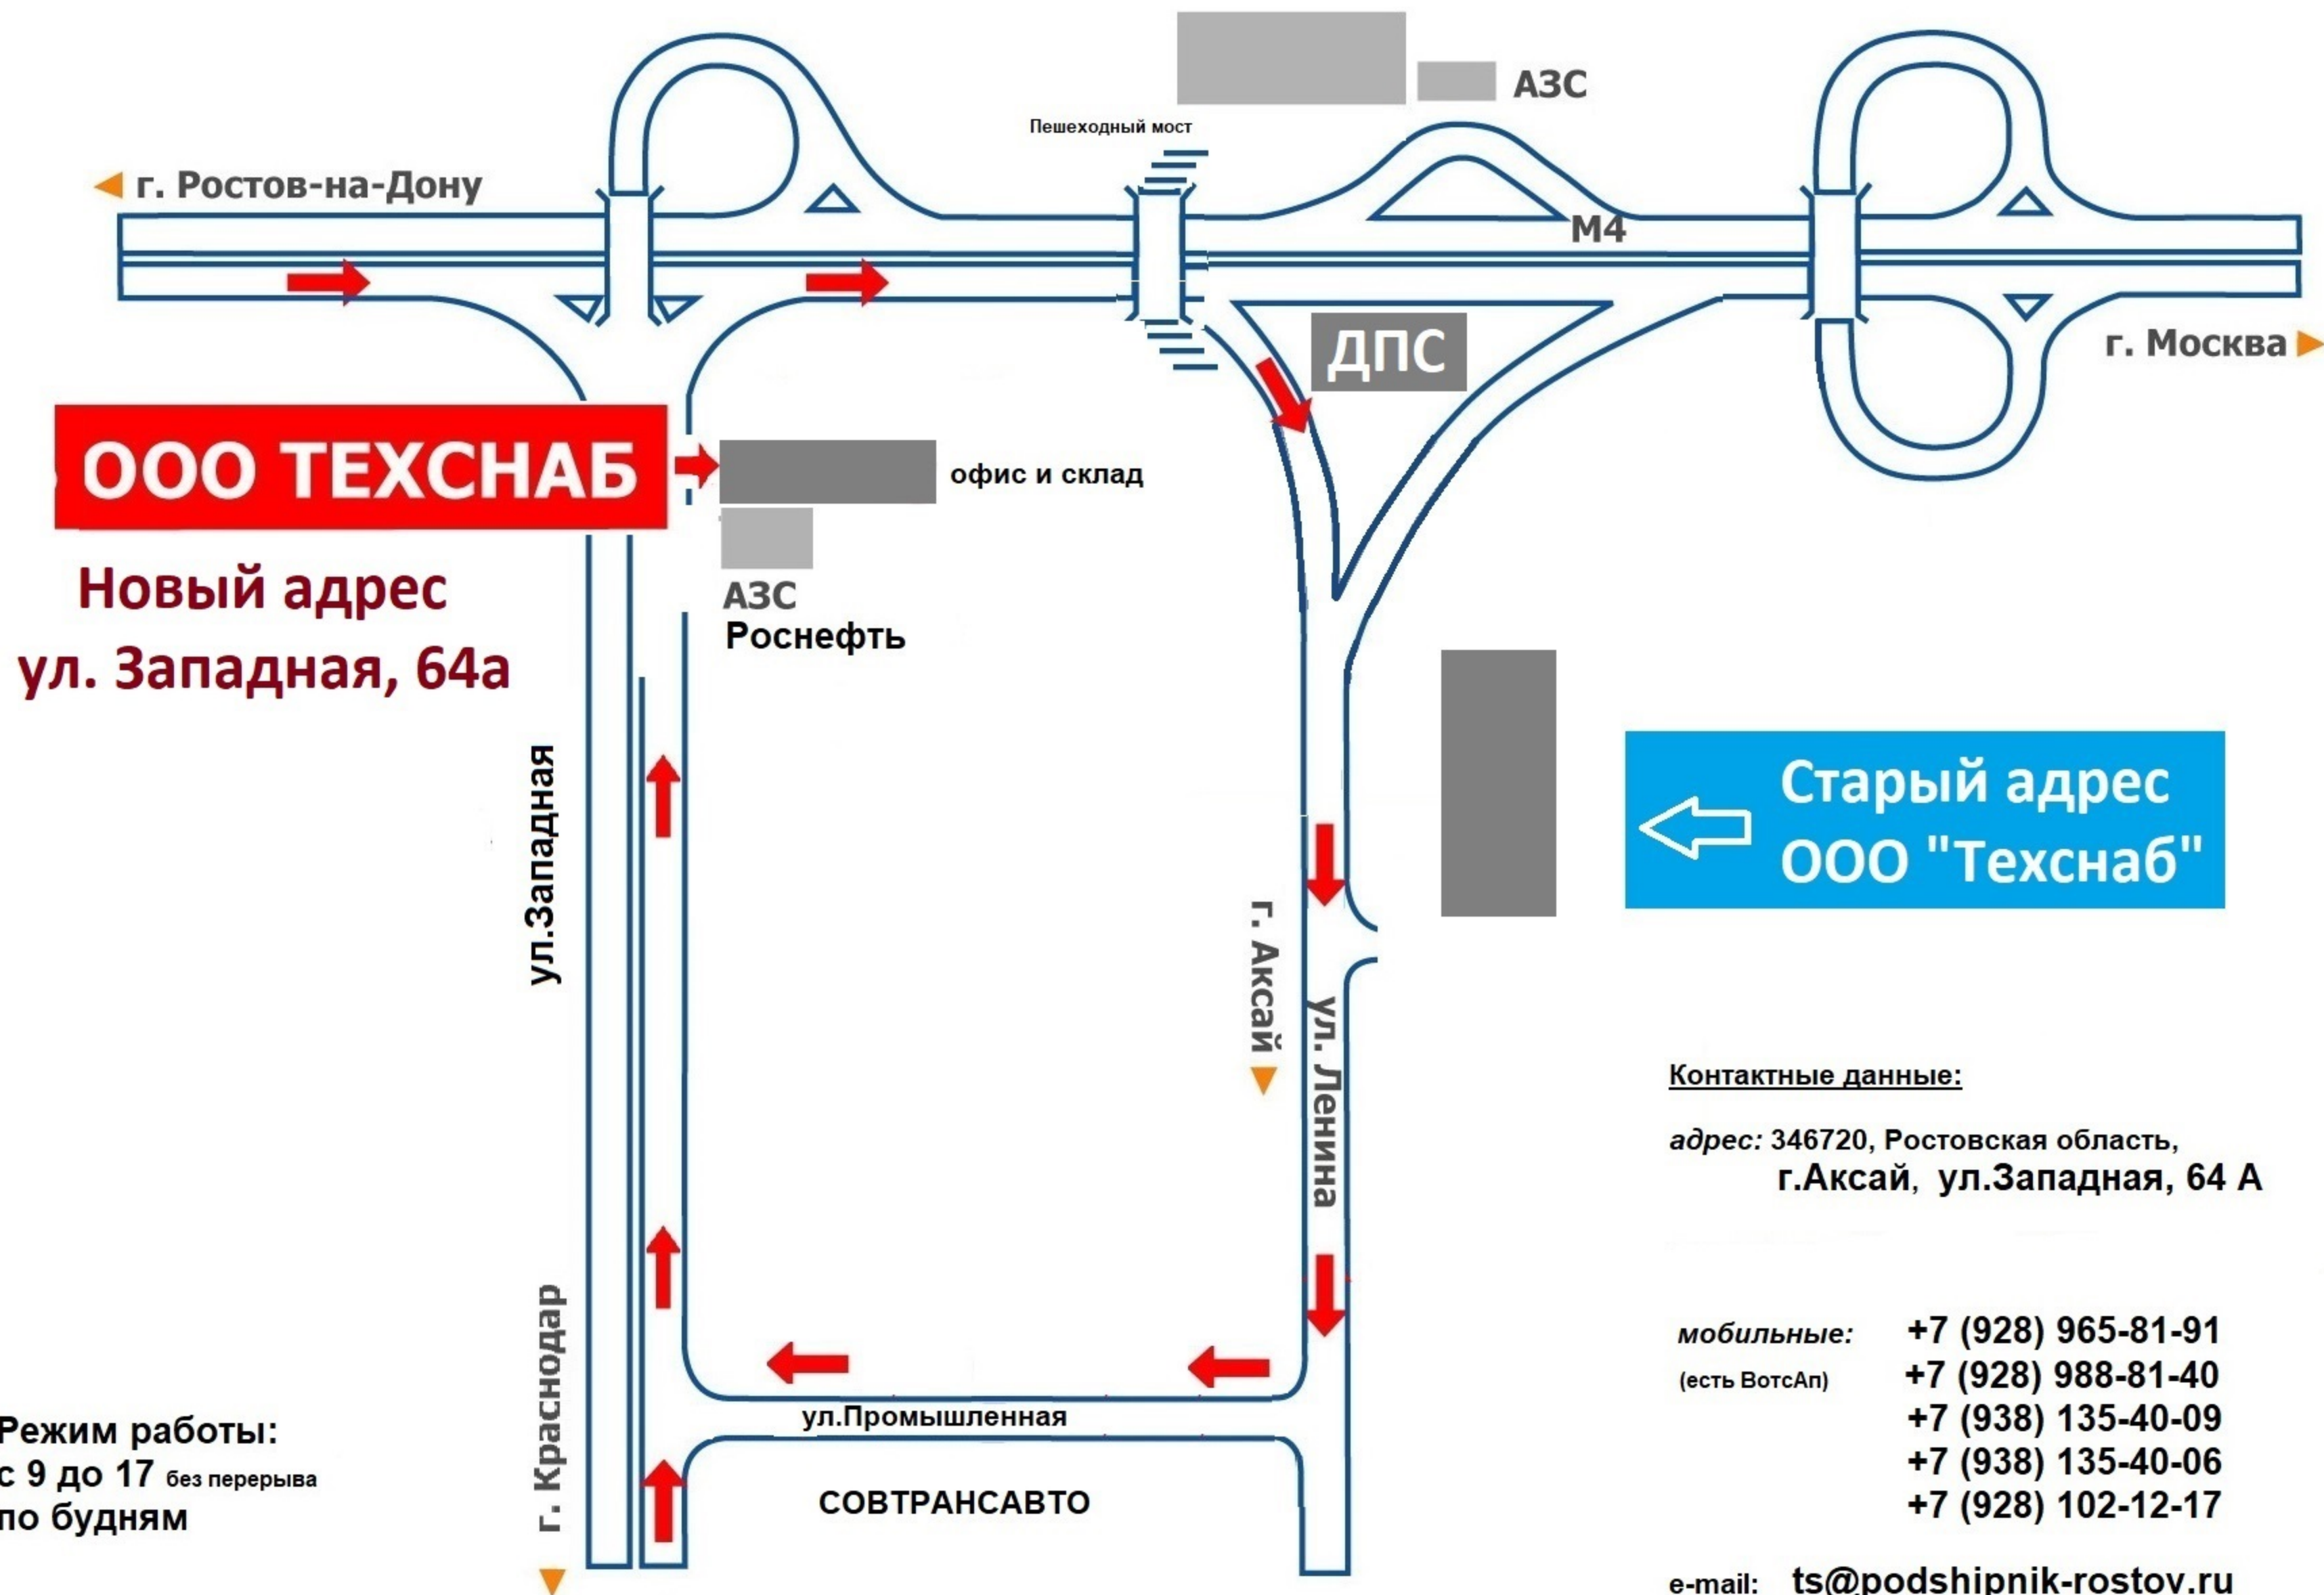 АЗС
Пешеходный мост
г. Ростов-на-Дону
М4
г. Москва
ДПС
ООО ТЕХСНАБ
офис и склад
Новый адрес
ул. Западная, 64а
АЗС
Роснефть
ул.Западная
Старый адрес
ООО "Техснаб"
г. Аксай
ул. Ленина
Контактные данные:
адрес: 346720, Ростовская область,
г.Аксай, ул.Западная, 64 А
г. Краснодар
мобильные: +7 (928) 965-81-91
(есть ВотсАп) +7 (928) 988-81-40
+7 (938) 135-40-09
+7 (938) 135-40-06
+7 (928) 102-12-17
ул.Промышленная
Режим работы:
с 9 до 17 без перерыва
по будням
СОВТРАНСАВТО
e-mail: ts@podshipnik-rostov.ru